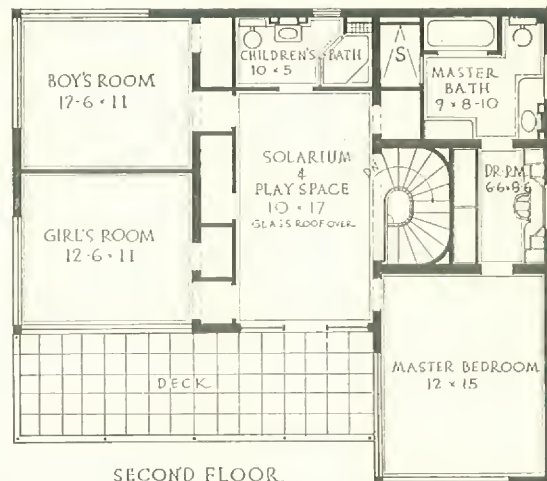 BOY'S ROOM
12-6 × 11
CHILDREN'S BATH
10 × 5
S
MASTER
BATH
9 × 8-10
SOLARIUM
&
PLAY SPACE
10 × 17
GLASS ROOF OVER
DN
DR. RM.
6-6 × 8-6
GIRL'S ROOM
12-6 × 11
MASTER BEDROOM
12 × 15
DECK
SECOND FLOOR